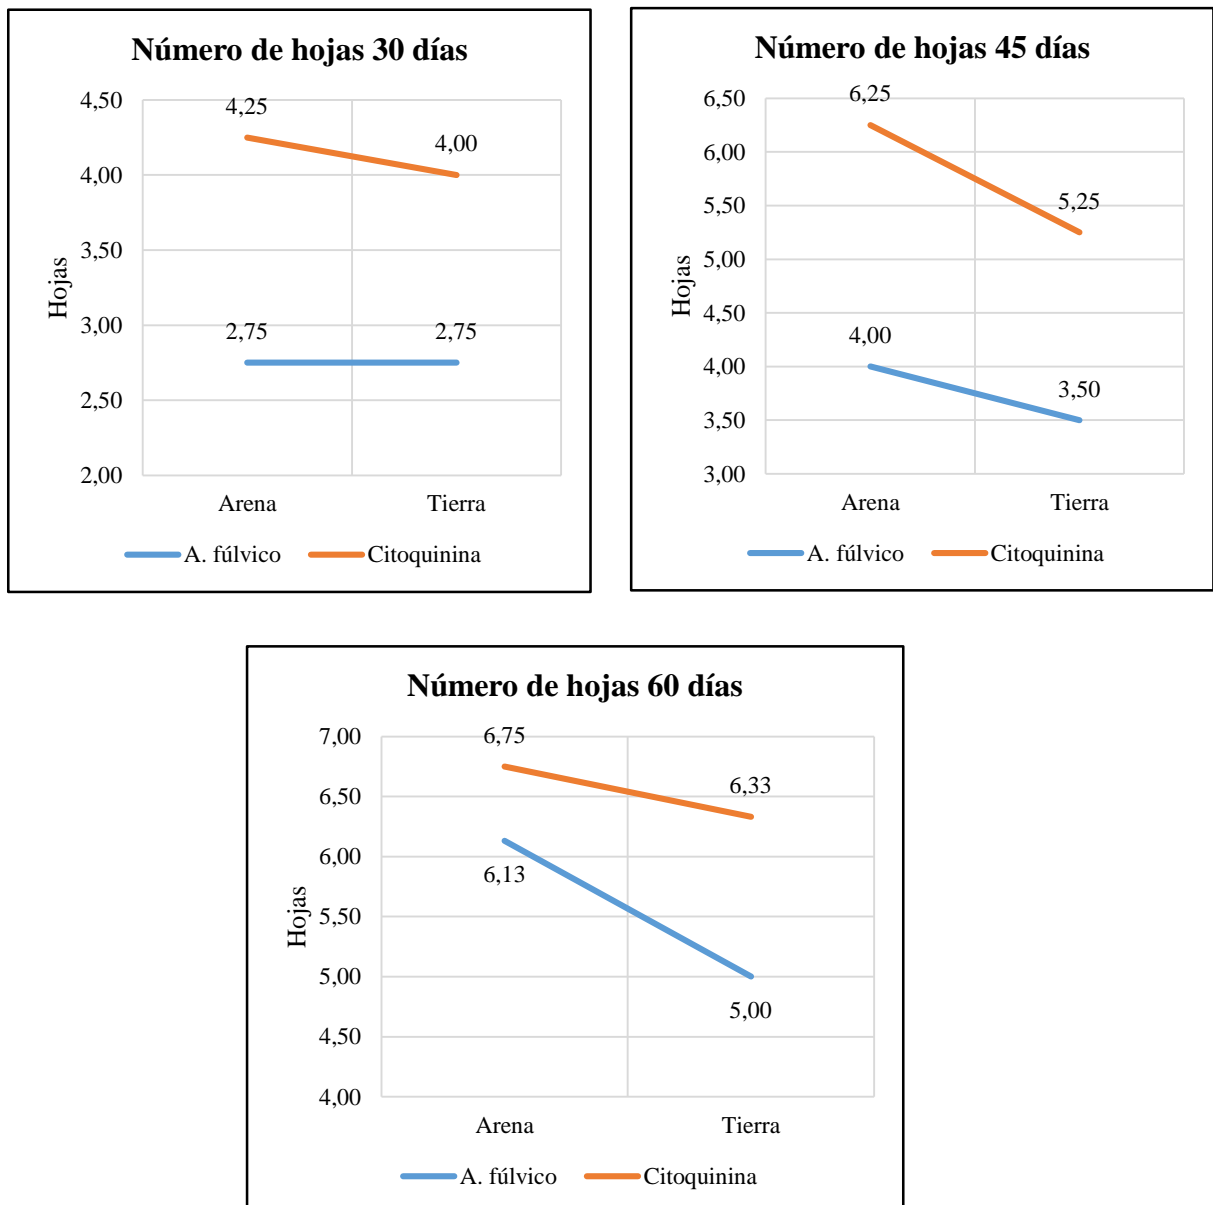 Número de hojas 30 días
4,50
4,25
4,00
4,00
3,50
Hojas
3,00
2,75
2,75
2,50
2,00
Arena Tierra
A. fúlvico Citoquinina
Número de hojas 45 días
6,50
6,25
6,00
5,50
5,25
5,00
Hojas
4,50
4,00
4,00
3,50
3,50
3,00
Arena Tierra
A. fúlvico Citoquinina
Número de hojas 60 días
7,00
6,75
6,50
6,33
6,00
6,13
5,50
Hojas
5,00
5,00
4,50
4,00
Arena Tierra
A. fúlvico Citoquinina